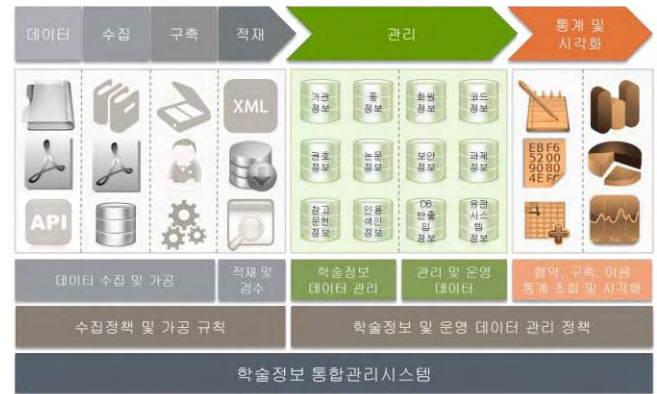 데이터
수집
구축
적재
관리
통계 및
시각화
XML
기관
정보
종
정보
회원
정보
코드
정보
EBF6
5200
9080
4EFC
권호
정보
논문
정보
보안
정보
과제
정보
API
참고
문헌
정보
인용
색인
정보
DB
반출
입
정보
유관
시스
템
정보
데이터 수집 및 가공
적재 및
검수
학술정보
데이터 관리
관리 및 운영
데이터
협약, 구축, 이용
통계 조회 및 시각화
수집정책 및 가공 규칙
학술정보 및 운영 데이터 관리 정책
학술정보 통합관리시스템